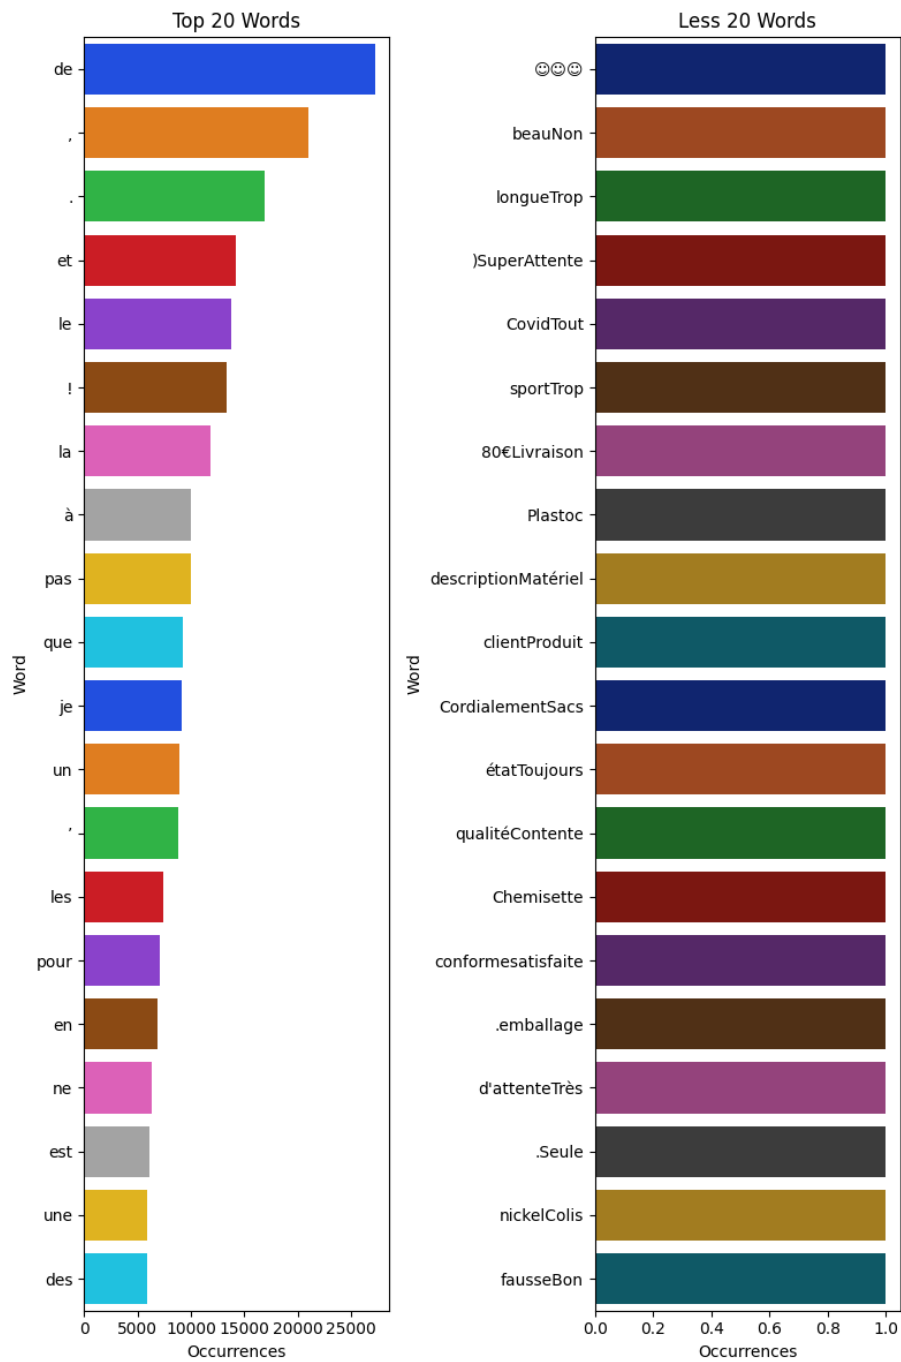 Top 20 Words
Word
de
,
.
et
le
!
la
à
pas
que
je
un
’
les
pour
en
ne
est
une
des
0 5000 10000 15000 20000 25000
Occurrences
Less 20 Words
Word
☺☺☺
beauNon
longueTrop
)SuperAttente
CovidTout
sportTrop
80€Livraison
Plastoc
descriptionMatériel
clientProduit
CordialementSacs
étatToujours
qualitéContente
Chemisette
conformesatisfaite
.emballage
d'attenteTrès
.Seule
nickelColis
fausseBon
0.0 0.2 0.4 0.6 0.8 1.0
Occurrences